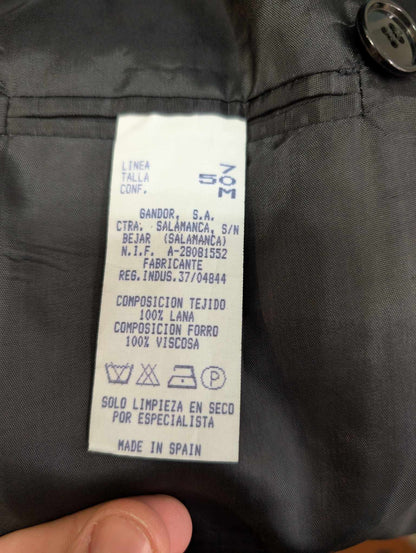 LINEA 7
TALLA 50
CONF. M
GANDOR, S.A.
CTRA. SALAMANCA, S/N
BEJAR (SALAMANCA)
N.I.F. A-28081552
FABRICANTE
REG.INDUS.37/04844
COMPOSICION TEJIDO
100% LANA
COMPOSICION FORRO
100% VISCOSA
P
SOLO LIMPIEZA EN SECO
POR ESPECIALISTA
MADE IN SPAIN